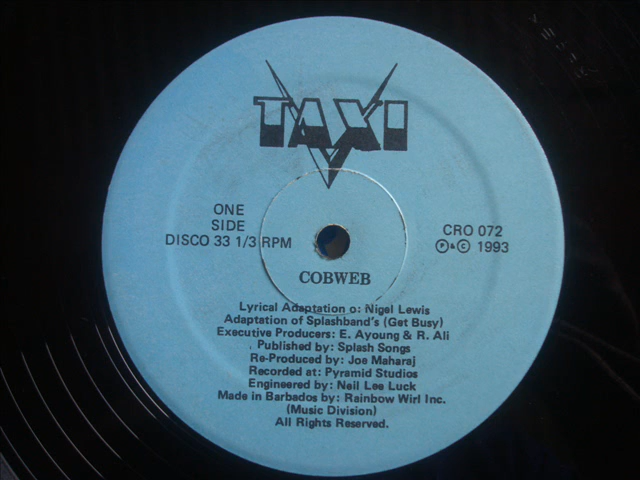 TAXI
ONE
SIDE
DISCO 33 1/3 RPM
CRO 072
Ⓟ & © 1993
COBWEB
Lyrical Adaptation o: Nigel Lewis
Adaptation of Splashband's (Get Busy)
Executive Producers: E. Ayoung & R. Ali
Published by: Splash Songs
Re-Produced by: Joe Maharaj
Recorded at: Pyramid Studios
Engineered by: Neil Lee Luck
Made in Barbados by: Rainbow Wirl Inc.
(Music Division)
All Rights Reserved.